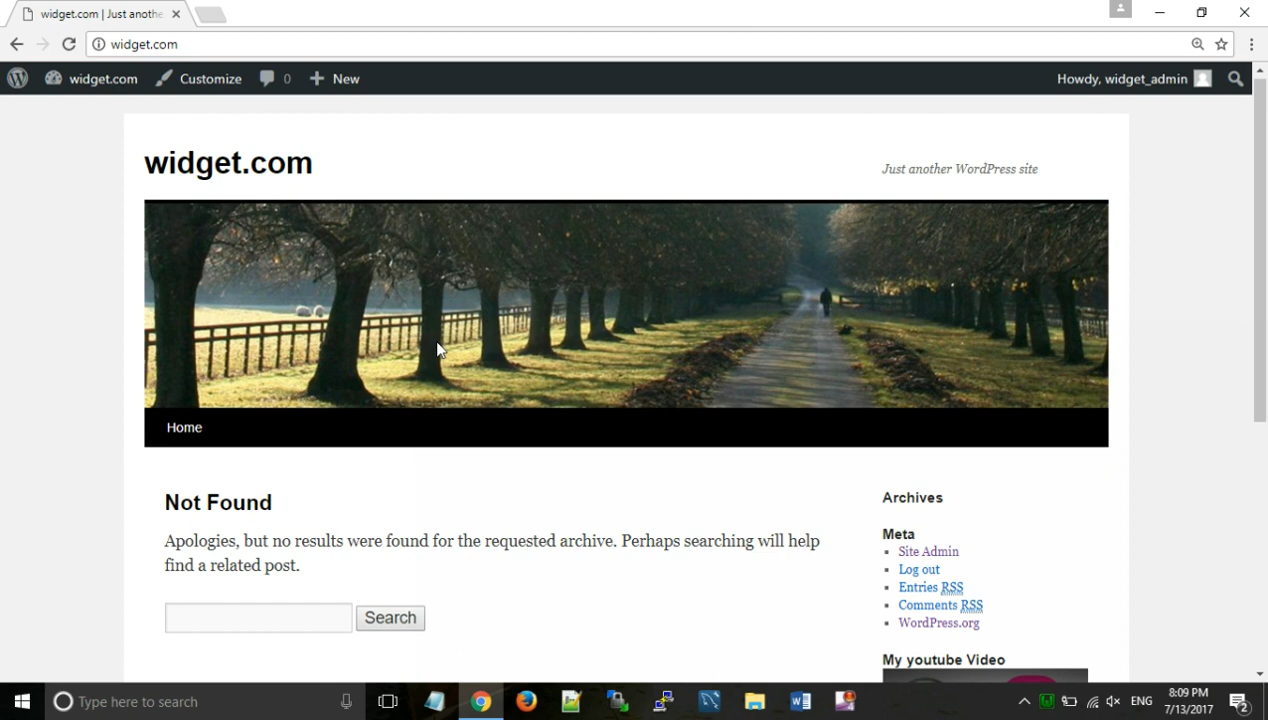 widget.com | Just anothe
widget.com
widget.com
Customize
0
New
Howdy, widget_admin
widget.com
Just another WordPress site
Home
Not Found
Apologies, but no results were found for the requested archive. Perhaps searching will help
find a related post.
Search
Archives
Meta
Site Admin
Log out
Entries RSS
Comments RSS
WordPress.org
My youtube Video
Type here to search
ENG
8:09 PM
7/13/2017
2